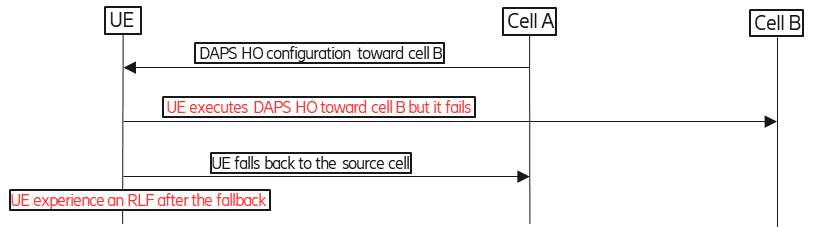 UE
Cell A
Cell B
DAPS HO configuration toward cell B
UE executes DAPS HO toward cell B but it fails
UE falls back to the source cell
UE experience an RLF after the fallback